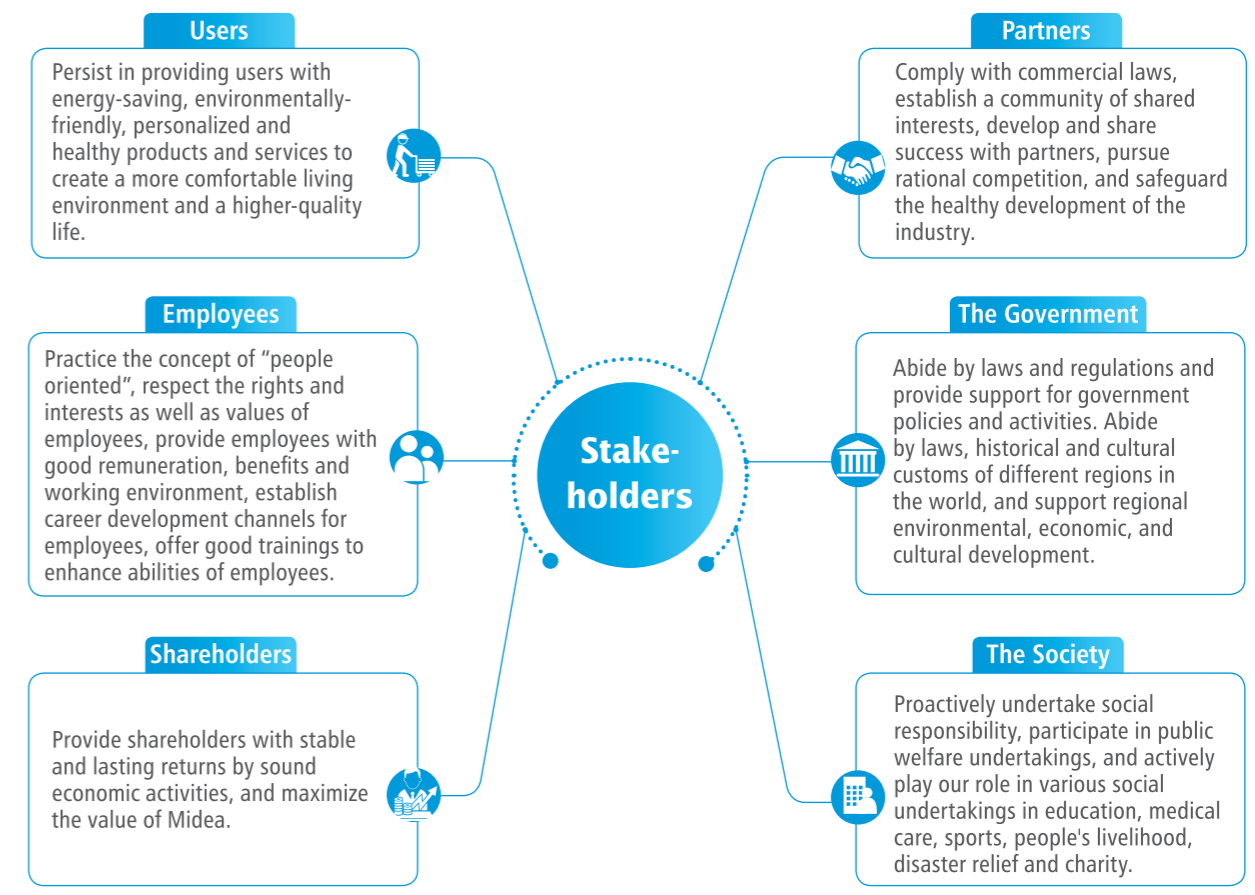 Users
Persist in providing users with
energy-saving, environmentally-
friendly, personalized and
healthy products and services to
create a more comfortable living
environment and a higher-quality
life.
Employees
Practice the concept of “people
oriented”, respect the rights and
interests as well as values of
employees, provide employees with
good remuneration, benefits and
working environment, establish
career development channels for
employees, offer good trainings to
enhance abilities of employees.
Shareholders
Provide shareholders with stable
and lasting returns by sound
economic activities, and maximize
the value of Midea.
Stake-
holders
Partners
Comply with commercial laws,
establish a community of shared
interests, develop and share
success with partners, pursue
rational competition, and safeguard
the healthy development of the
industry.
The Government
Abide by laws and regulations and
provide support for government
policies and activities. Abide
by laws, historical and cultural
customs of different regions in
the world, and support regional
environmental, economic, and
cultural development.
The Society
Proactively undertake social
responsibility, participate in public
welfare undertakings, and actively
play our role in various social
undertakings in education, medical
care, sports, people's livelihood,
disaster relief and charity.